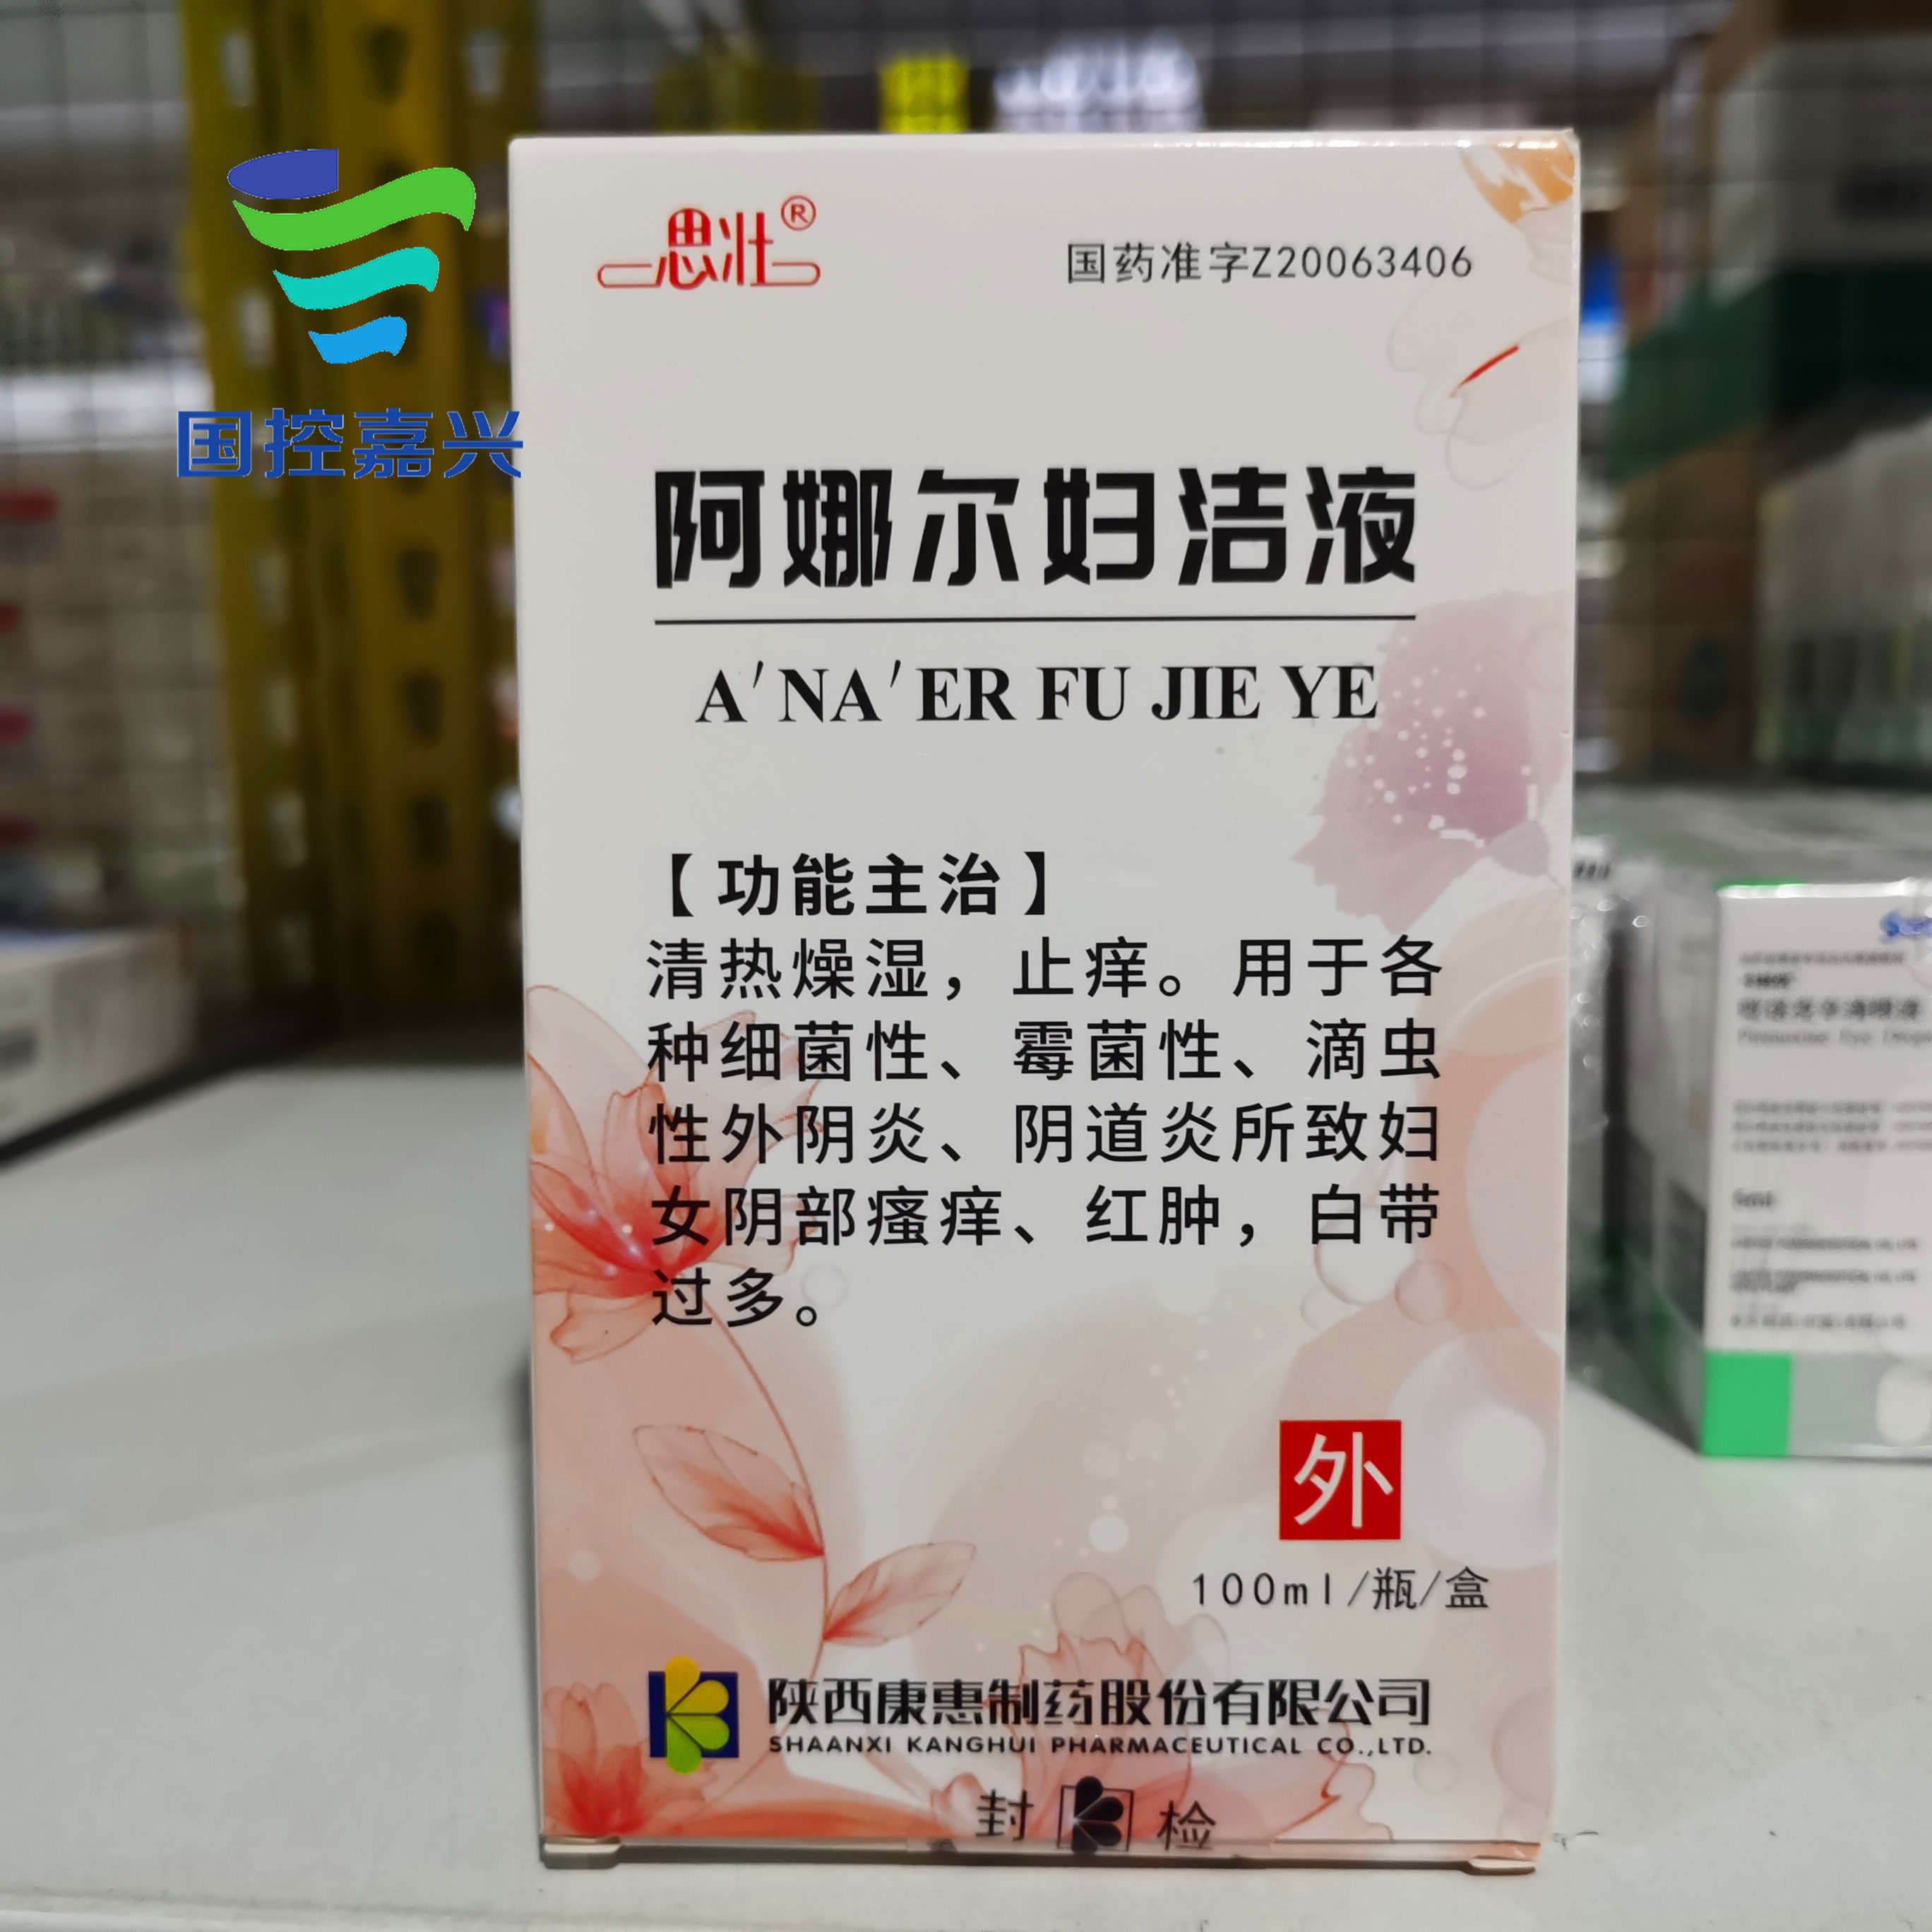 思壮®
国药准字Z20063406
国控嘉兴
阿娜尔妇洁液
A'NA'ER FU JIE YE
【功能主治】
清热燥湿，止痒。用于各
种细菌性、霉菌性、滴虫
性外阴炎、阴道炎所致妇
女阴部瘙痒、红肿，白带
过多。
外
100ml/瓶/盒
陕西康惠制药股份有限公司
SHAANXI KANGHUI PHARMACEUTICAL CO.,LTD.
封 检